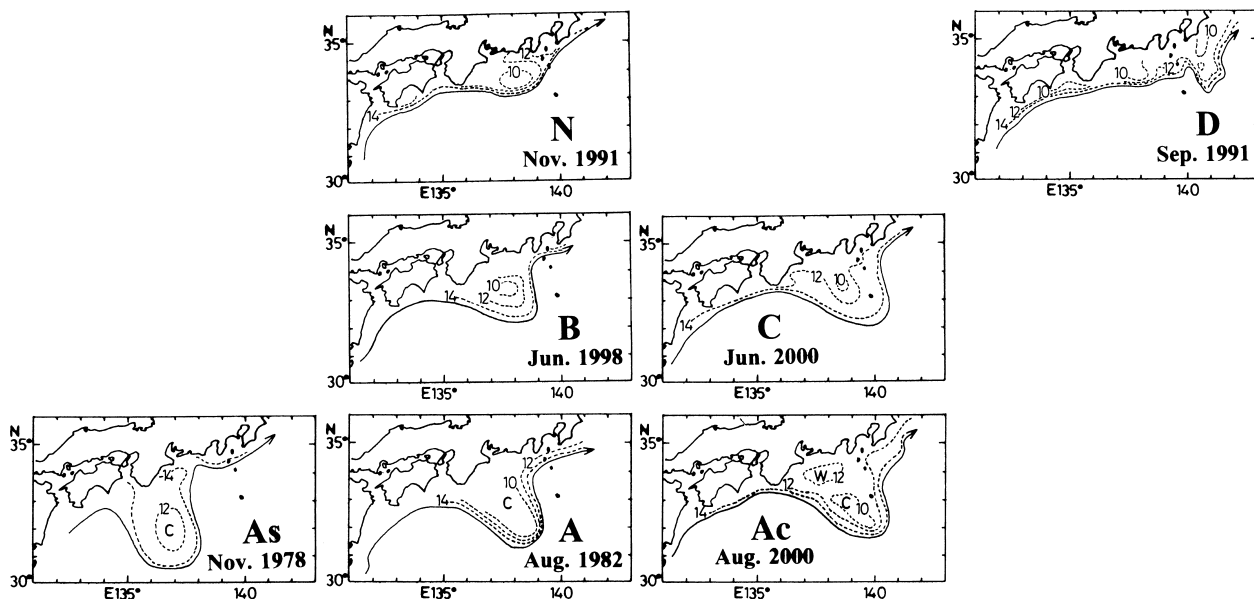 N
35°
14
12
10
N
Nov. 1991
30°
E135° 140
N
35°
14
12
10
10
12
10
D
Sep. 1991
30°
E135° 140
N
35°
14
12
10
B
Jun. 1998
30°
E135° 140
N
35°
14
12
10
C
Jun. 2000
30°
E135° 140
N
35°
14
12
C
As
Nov. 1978
30°
E135° 140
N
35°
14
10
12
C
A
Aug. 1982
30°
E135° 140
N
35°
14
12
W 12
C 10
Ac
Aug. 2000
30°
E135° 140